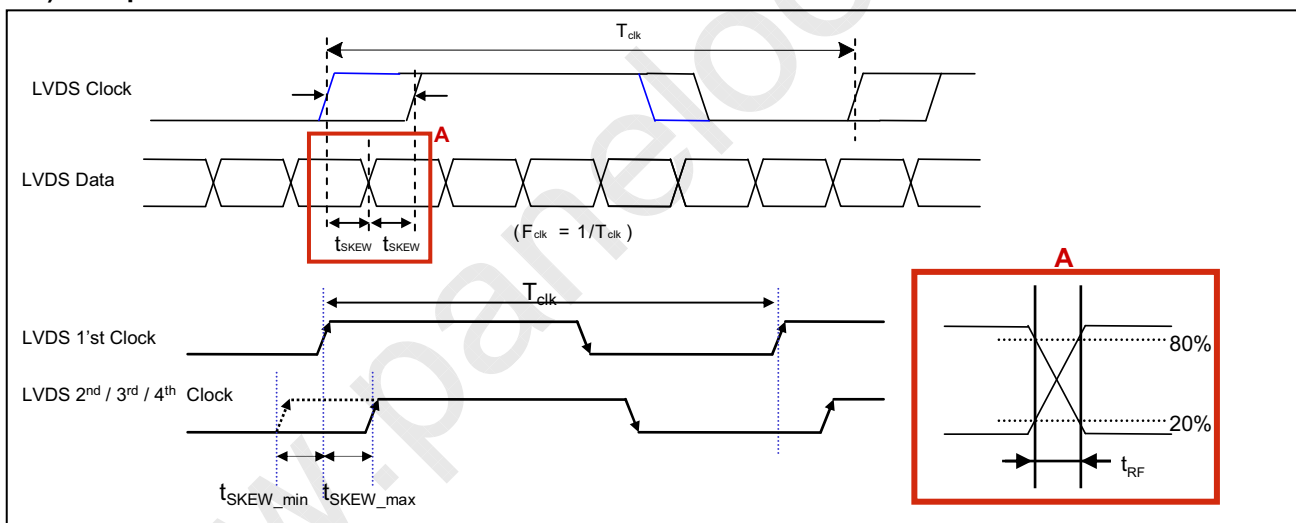 T clk
LVDS Clock
A
LVDS Data
tSKEW tSKEW
(Fclk = 1/Tclk)
A
Tclk
LVDS 1'st Clock
80%
LVDS 2nd / 3rd / 4th Clock
20%
tRF
tSKEW_min tSKEW_max